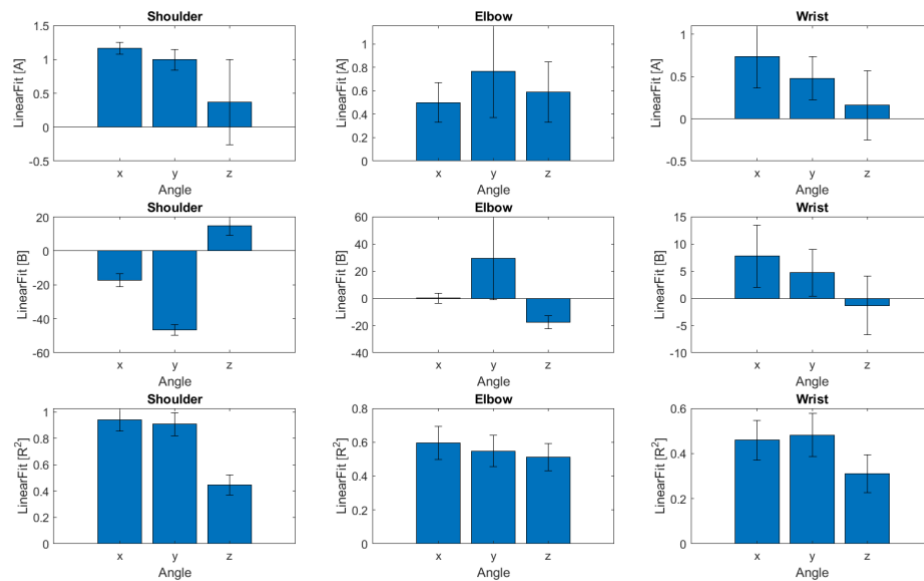 Shoulder
LinearFit [A]
1.5
1
0.5
0
-0.5
x y z
Angle
Elbow
LinearFit [A]
1
0.8
0.6
0.4
0.2
0
x y z
Angle
Wrist
LinearFit [A]
1
0.5
0
-0.5
x y z
Angle
Shoulder
LinearFit [B]
20
0
-20
-40
-60
x y z
Angle
Elbow
LinearFit [B]
60
40
20
0
-20
-40
x y z
Angle
Wrist
LinearFit [B]
15
10
5
0
-5
-10
x y z
Angle
Shoulder
LinearFit [R²]
1
0.8
0.6
0.4
0.2
0
x y z
Angle
Elbow
LinearFit [R²]
0.8
0.6
0.4
0.2
0
x y z
Angle
Wrist
LinearFit [R²]
0.6
0.4
0.2
0
x y z
Angle